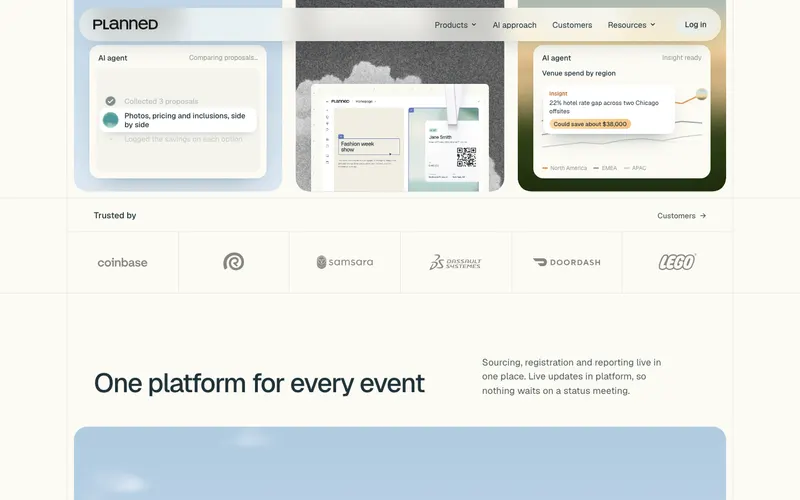 PLANNED
Products
AI approach
Customers
Resources
Log in
AI agent
Comparing proposals...
Collected 3 proposals
Photos, pricing and inclusions, side
by side
Logged the savings on each option
PLANNED
Homepage
Fashion week
show
Jane Smith
AI agent
Insight ready
Venue spend by region
Insight
22% hotel rate gap across two Chicago
offsites
Could save about $38,000
North America
EMEA
APAC
Trusted by
Customers →
coinbase
samsara
DASSAULT
SYSTEMES
DOORDASH
LEGO
One platform for every event
Sourcing, registration and reporting live in
one place. Live updates in platform, so
nothing waits on a status meeting.